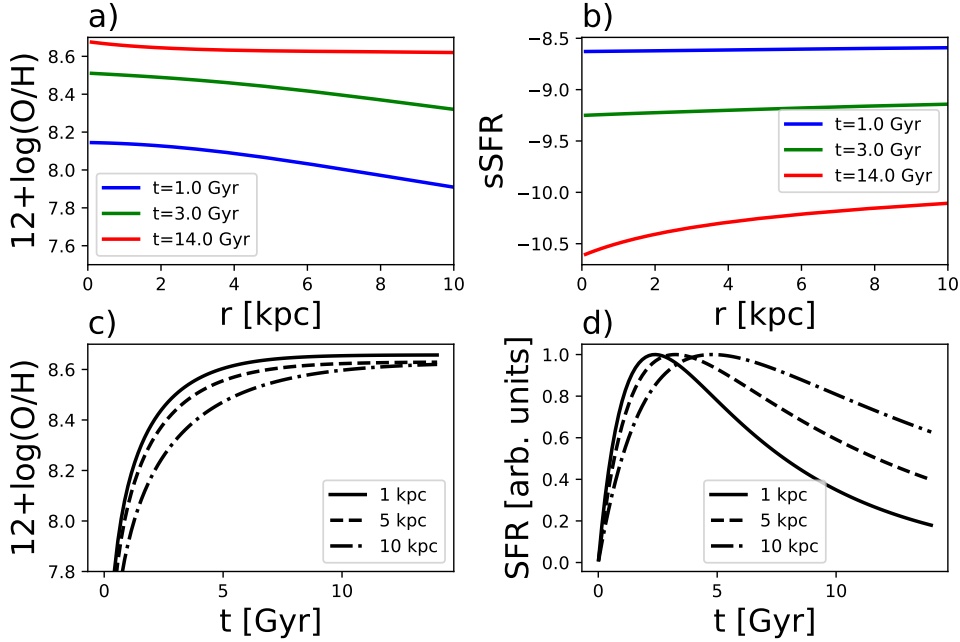 a)
12+log(O/H)
8.6
8.4
8.2
8.0
7.8
7.6
t=1.0 Gyr
t=3.0 Gyr
t=14.0 Gyr
0 2 4 6 8 10
r [kpc]
b)
sSFR
−8.5
−9.0
−9.5
−10.0
−10.5
t=1.0 Gyr
t=3.0 Gyr
t=14.0 Gyr
0 2 4 6 8 10
r [kpc]
c)
12+log(O/H)
8.6
8.4
8.2
8.0
7.8
1 kpc
5 kpc
10 kpc
0 5 10
t [Gyr]
d)
SFR [arb. units]
1.0
0.8
0.6
0.4
0.2
0.0
1 kpc
5 kpc
10 kpc
0 5 10
t [Gyr]